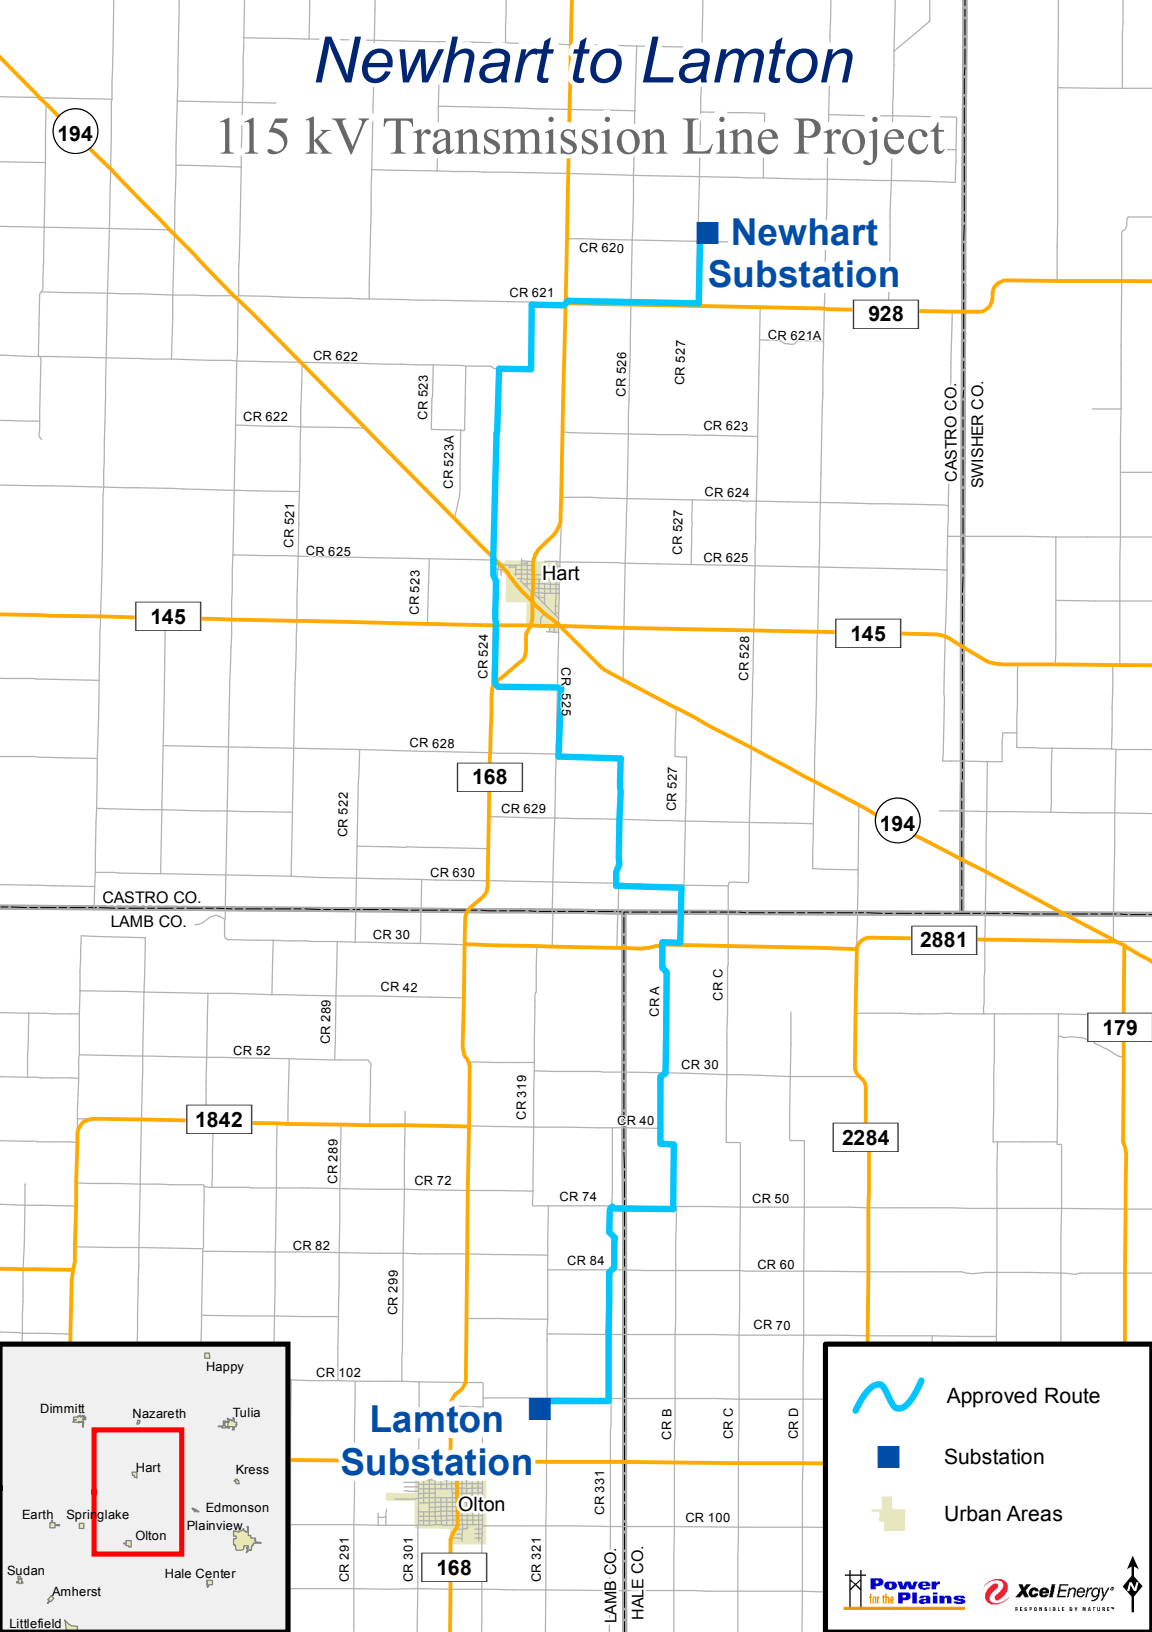 Newhart to Lamton
115 kV Transmission Line Project
194
Newhart
Substation
CR 620
CR 621
928
CR 621A
CR 622
CR 523
CR 526
CR 527
CASTRO CO.
SWISHER CO.
CR 622
CR 623
CR 523A
CR 624
CR 521
CR 527
CR 625
CR 625
Hart
CR 523
145
145
CR 524
CR 528
CR 525
CR 628
168
CR 527
CR 522
CR 629
194
CR 630
CASTRO CO.
LAMB CO.
CR 30
2881
CR 42
CR C
CR A
CR 289
179
CR 52
CR 30
CR 319
1842
CR 40
2284
CR 289
CR 72
CR 74
CR 50
CR 82
CR 84
CR 60
CR 299
CR 70
CR 102
Lamton
Substation
CR B
CR C
CR D
Olton
CR 331
CR 100
CR 291
CR 301
168
CR 321
LAMB CO.
HALE CO.
Happy
Dimmitt
Nazareth
Tulia
Hart
Kress
Earth
Springlake
Edmonson
Plainview
Olton
Sudan
Hale Center
Amherst
Littlefield
Approved Route
Substation
Urban Areas
Power
for the Plains
Xcel Energy®
RESPONSIBLE BY NATURE™
N